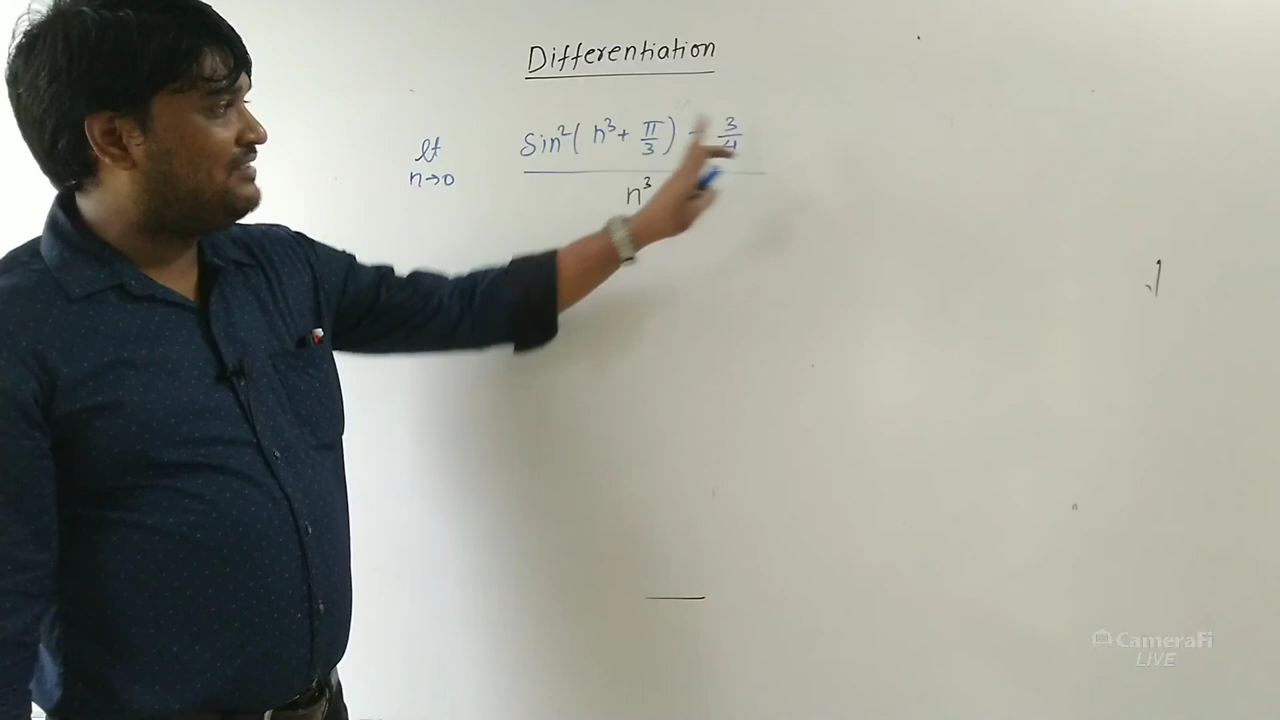 Differentiation
lt n→0 sin²(n³+ π/3) - 3/4
n³
CameraFi
LIVE